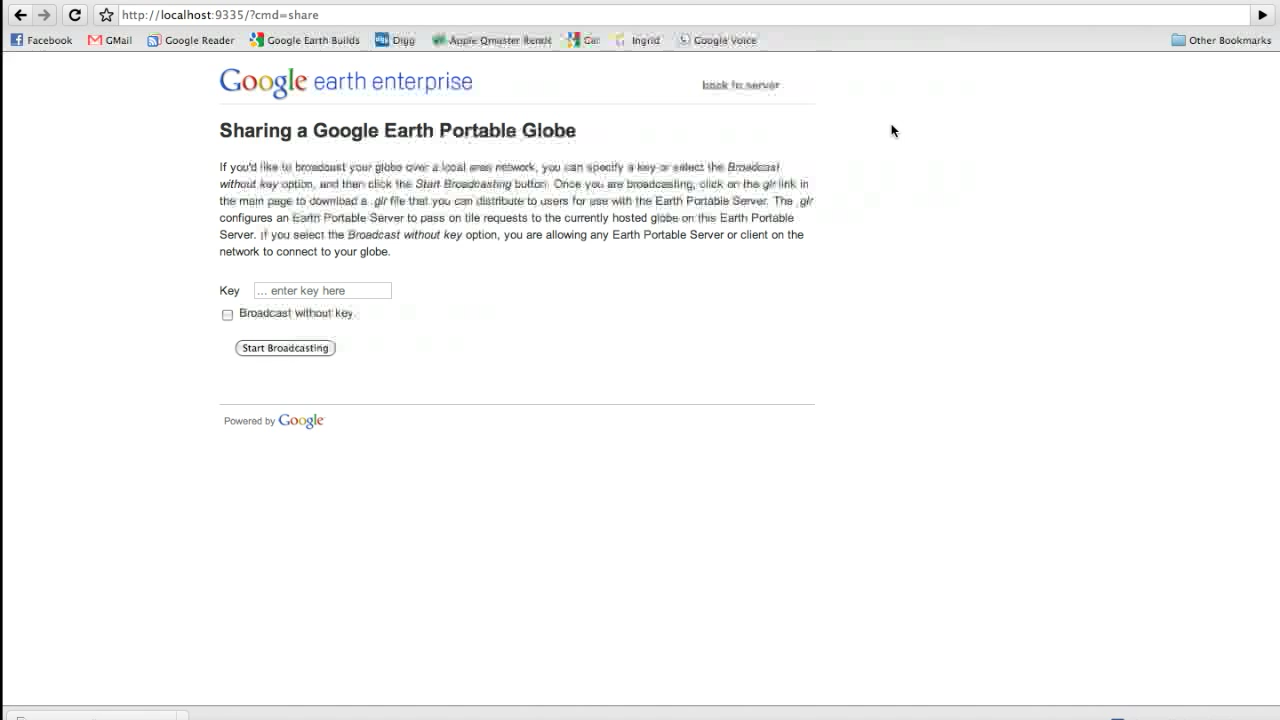 http://localhost:9335/?cmd=share
Facebook GMail Google Reader Google Earth Builds Digg Apple Qmaster Rende Car Ingrid Google Voice Other Bookmarks
Google earth enterprise back to server
Sharing a Google Earth Portable Globe
If you'd like to broadcast your globe over a local area network, you can specify a key or select the Broadcast
without key option, and then click the Start Broadcasting button. Once you are broadcasting, click on the glr link in
the main page to download a .glr file that you can distribute to users for use with the Earth Portable Server. The .glr
configures an Earth Portable Server to pass on tile requests to the currently hosted globe on this Earth Portable
Server. If you select the Broadcast without key option, you are allowing any Earth Portable Server or client on the
network to connect to your globe.
Key ... enter key here
Broadcast without key.
Start Broadcasting
Powered by Google